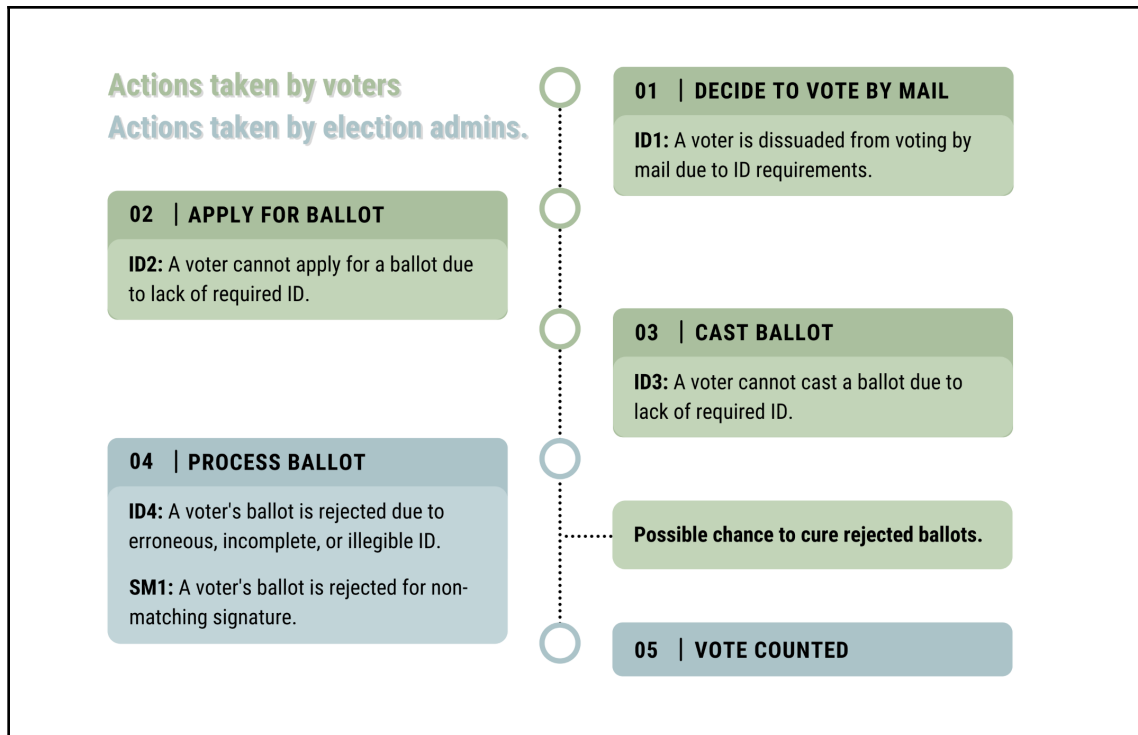 Actions taken by voters
Actions taken by election admins.
01 | DECIDE TO VOTE BY MAIL
ID1: A voter is dissuaded from voting by
mail due to ID requirements.
02 | APPLY FOR BALLOT
ID2: A voter cannot apply for a ballot due
to lack of required ID.
03 | CAST BALLOT
ID3: A voter cannot cast a ballot due to
lack of required ID.
04 | PROCESS BALLOT
ID4: A voter's ballot is rejected due to
erroneous, incomplete, or illegible ID.
SM1: A voter's ballot is rejected for non-
matching signature.
Possible chance to cure rejected ballots.
05 | VOTE COUNTED